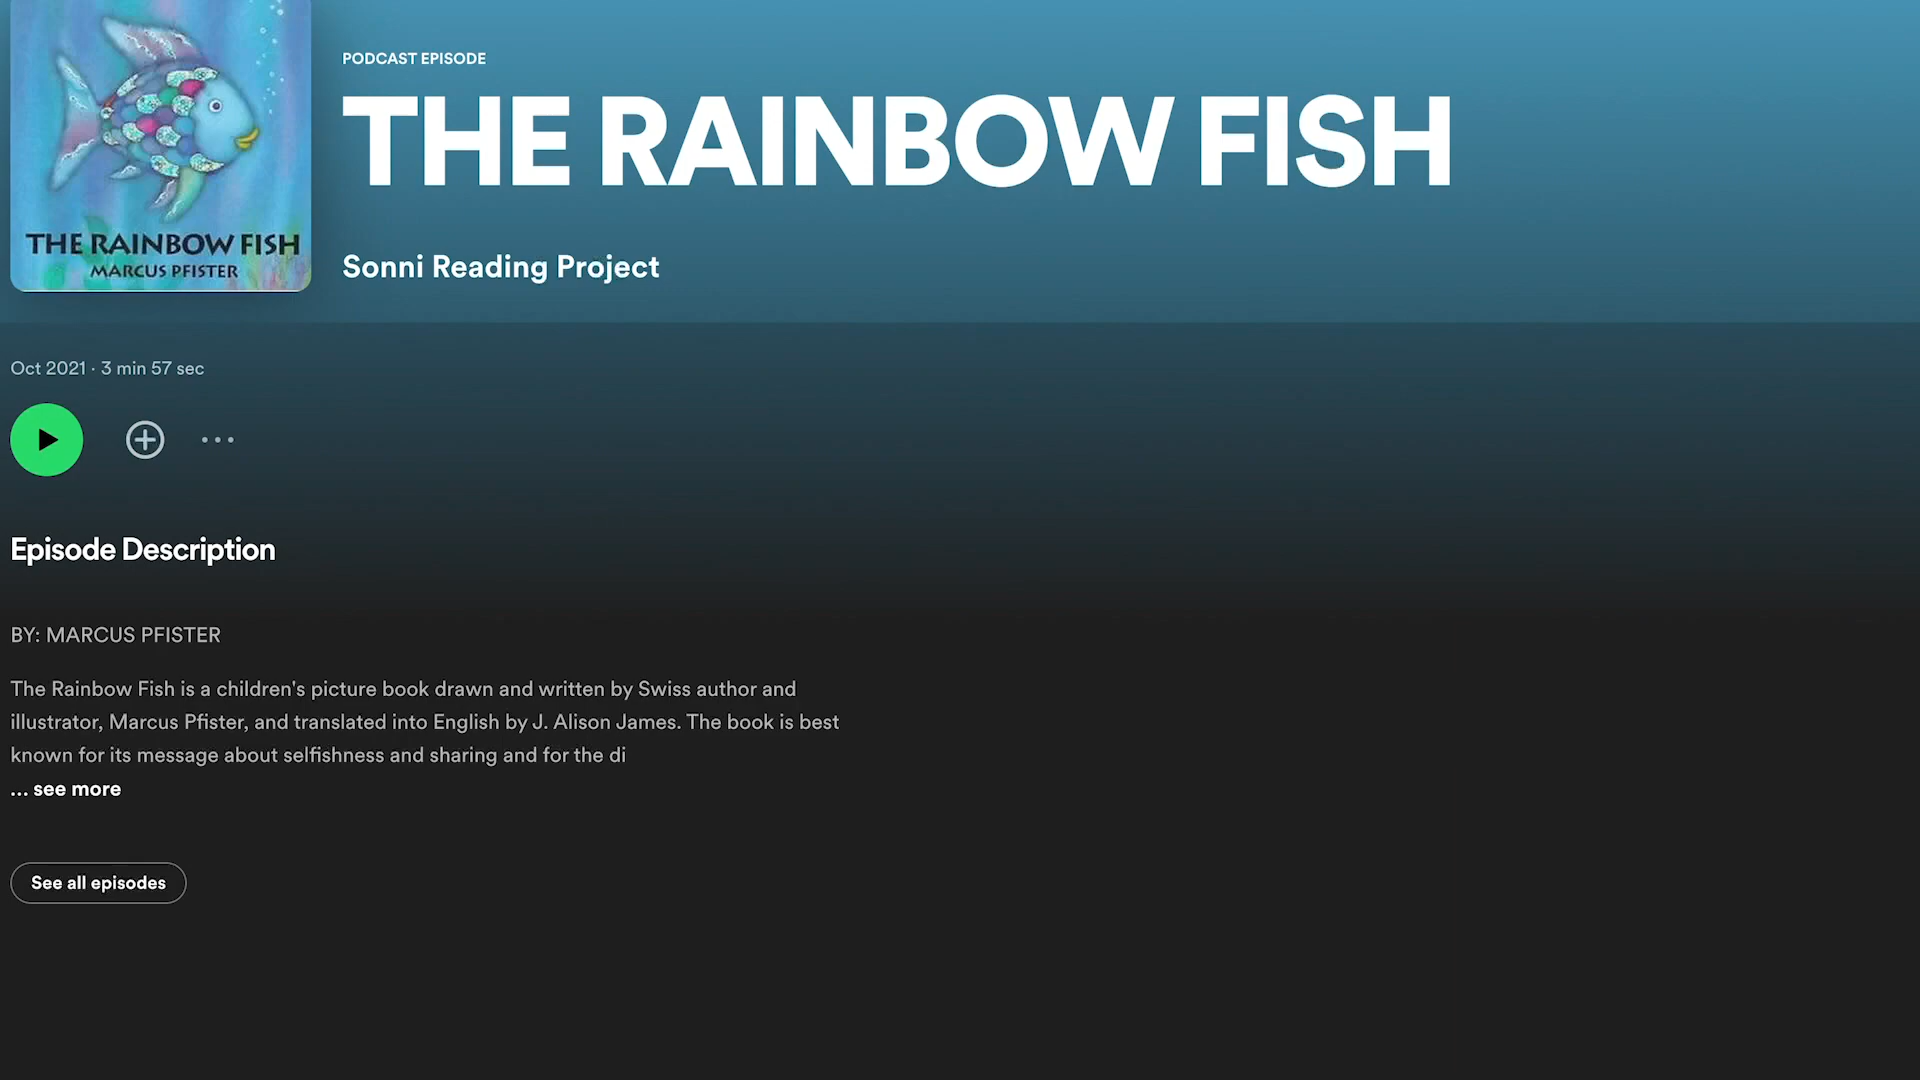 THE RAINBOW FISH
MARCUS PFISTER
PODCAST EPISODE
THE RAINBOW FISH
Sonni Reading Project
Oct 2021 · 3 min 57 sec
Episode Description
BY: MARCUS PFISTER
The Rainbow Fish is a children's picture book drawn and written by Swiss author and
illustrator, Marcus Pfister, and translated into English by J. Alison James. The book is best
known for its message about selfishness and sharing and for the di
... see more
See all episodes